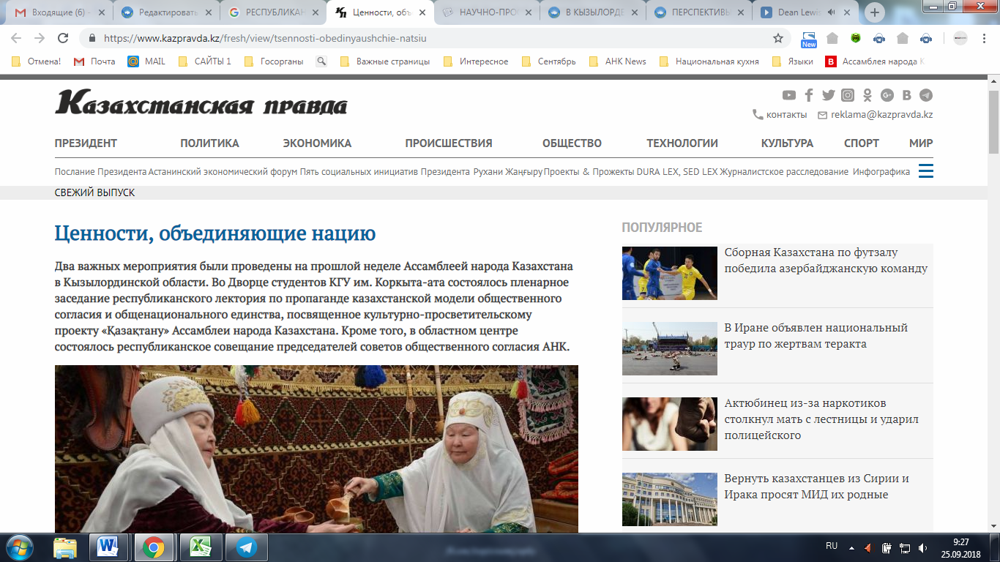 Входящие (6) -
Редактировать
РЕСПУБЛИКАН
Ценности, объ
НАУЧНО-ПРО
В КЫЗЫЛОРДЕ
ПЕРСПЕКТИВЫ
Dean Lewis
https://www.kazpravda.kz/fresh/view/tsennosti-obedinyaushchie-natsiu
New
Отмена!
Почта
MAIL
САЙТЫ 1
Госорганы
Важные страницы
Интересное
Сентябрь
АНК News
Национальная кухня
Языки
Ассамблея народа К
Казахстанская правда
контакты reklama@kazpravda.kz
ПРЕЗИДЕНТ ПОЛИТИКА ЭКОНОМИКА ПРОИСШЕСТВИЯ ОБЩЕСТВО ТЕХНОЛОГИИ КУЛЬТУРА СПОРТ МИР
Послание Президента Астанинский экономический форум Пять социальных инициатив Президента Рухани Жаңғыру Проекты & Прожекты DURA LEX, SED LEX Журналистское расследование Инфографика
СВЕЖИЙ ВЫПУСК
Ценности, объединяющие нацию
Два важных мероприятия были проведены на прошлой неделе Ассамблеей народа Казахстана
в Кызылординской области. Во Дворце студентов КГУ им. Коркыта-ата состоялось пленарное
заседание республиканского лектория по пропаганде казахстанской модели общественного
согласия и общенационального единства, посвященное культурно-просветительскому
проекту «Қазақтану» Ассамблеи народа Казахстана. Кроме того, в областном центре
состоялось республиканское совещание председателей советов общественного согласия АНК.
ПОПУЛЯРНОЕ
Сборная Казахстана по футзалу
победила азербайджанскую команду
В Иране объявлен национальный
траур по жертвам теракта
Актюбинец из-за наркотиков
столкнул мать с лестницы и ударил
полицейского
Вернуть казахстанцев из Сирии и
Ирака просят МИД их родные
RU
9:27
25.09.2018